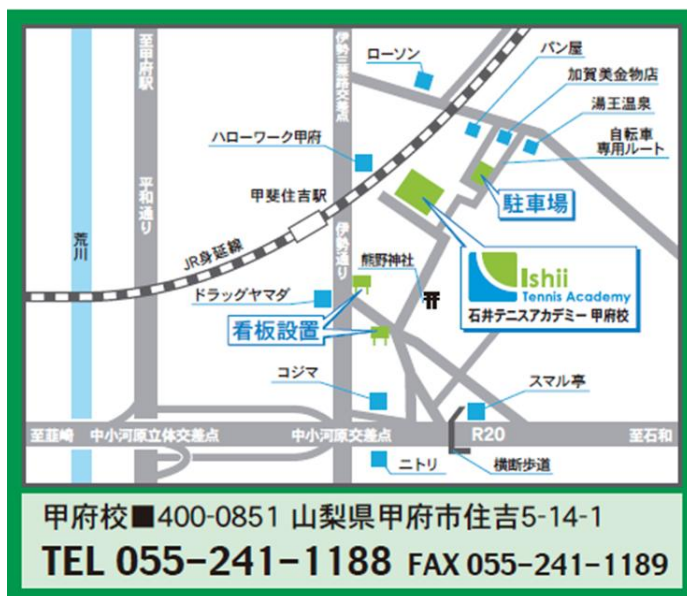 至甲府駅
平和通り
荒川
伊勢三叉路交差点
伊勢通り
ローソン
パン屋
加賀美金物店
湯王温泉
自転車
専用ルート
ハローワーク甲府
駐車場
甲斐住吉駅
JR身延線
熊野神社
Ishii
Tennis Academy
石井テニスアカデミー 甲府校
ドラッグヤマダ
看板設置
コジマ
スマル亭
至韮崎
中小河原立体交差点
中小河原交差点
R20
至石和
ニトリ
横断歩道
甲府校■400-0851 山梨県甲府市住吉5-14-1
TEL 055-241-1188 FAX 055-241-1189